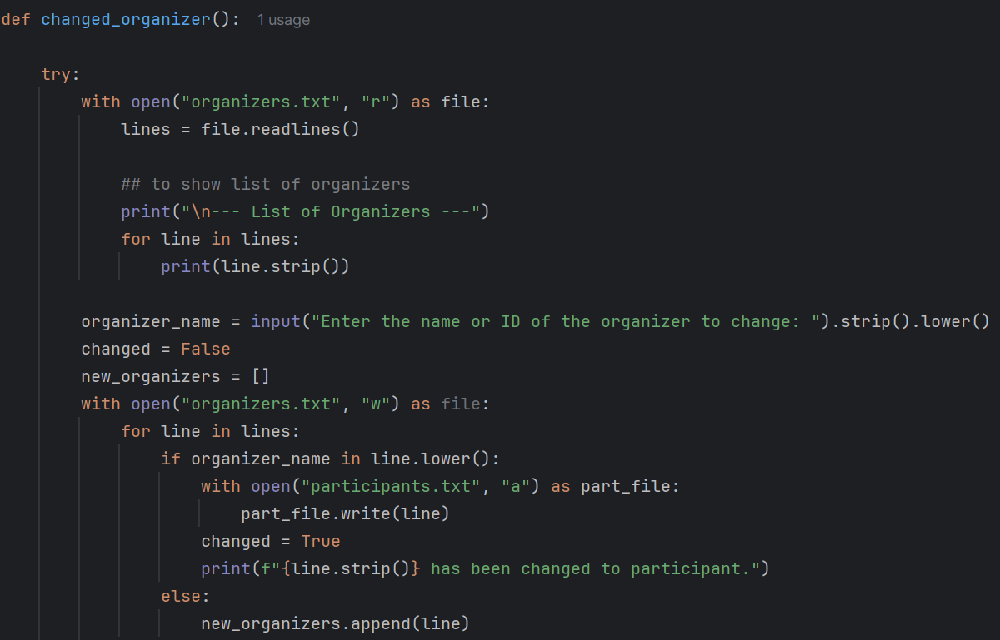 def changed_organizer():  1 usage
    try:
        with open("organizers.txt", "r") as file:
            lines = file.readlines()
            ## to show list of organizers
            print("\n--- List of Organizers ---")
            for line in lines:
                print(line.strip())
        organizer_name = input("Enter the name or ID of the organizer to change: ").strip().lower()
        changed = False
        new_organizers = []
        with open("organizers.txt", "w") as file:
            for line in lines:
                if organizer_name in line.lower():
                    with open("participants.txt", "a") as part_file:
                        part_file.write(line)
                    changed = True
                    print(f"{line.strip()} has been changed to participant.")
                else:
                    new_organizers.append(line)